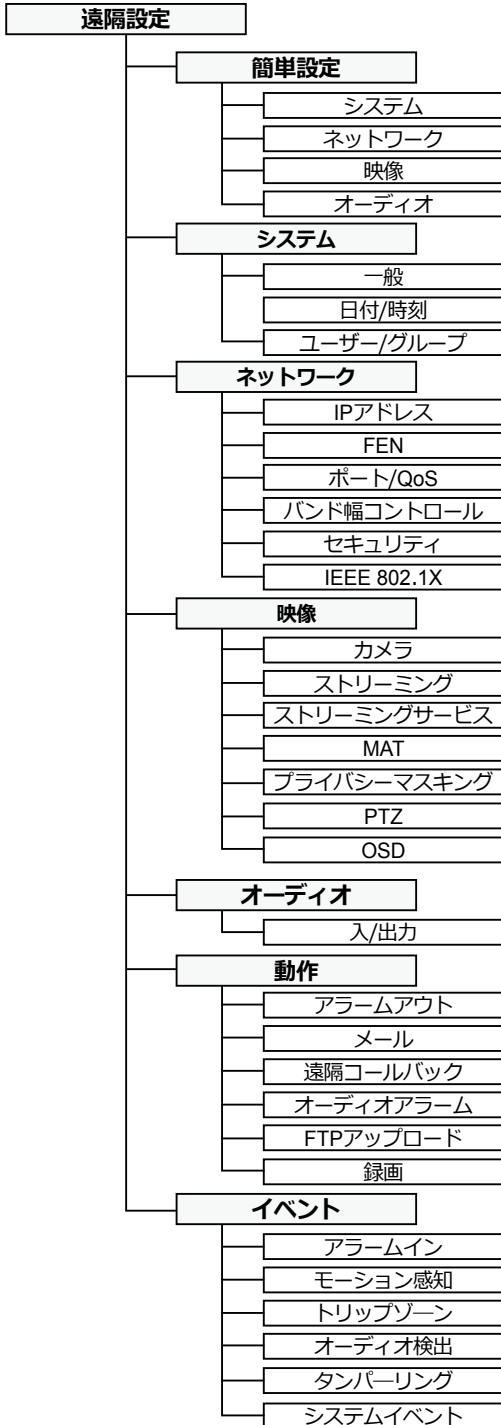 遠隔設定
簡単設定
システム
ネットワーク
映像
オーディオ
システム
一般
日付/時刻
ユーザー/グループ
ネットワーク
IPアドレス
FEN
ポート/QoS
バンド幅コントロール
セキュリティ
IEEE 802.1X
映像
カメラ
ストリーミング
ストリーミングサービス
MAT
プライバシーマスキング
PTZ
OSD
オーディオ
入/出力
動作
アラームアウト
メール
遠隔コールバック
オーディオアラーム
FTPアップロード
録画
イベント
アラームイン
モーション感知
トリップゾ―ン
オーディオ検出
タンパ―リング
システムイベント